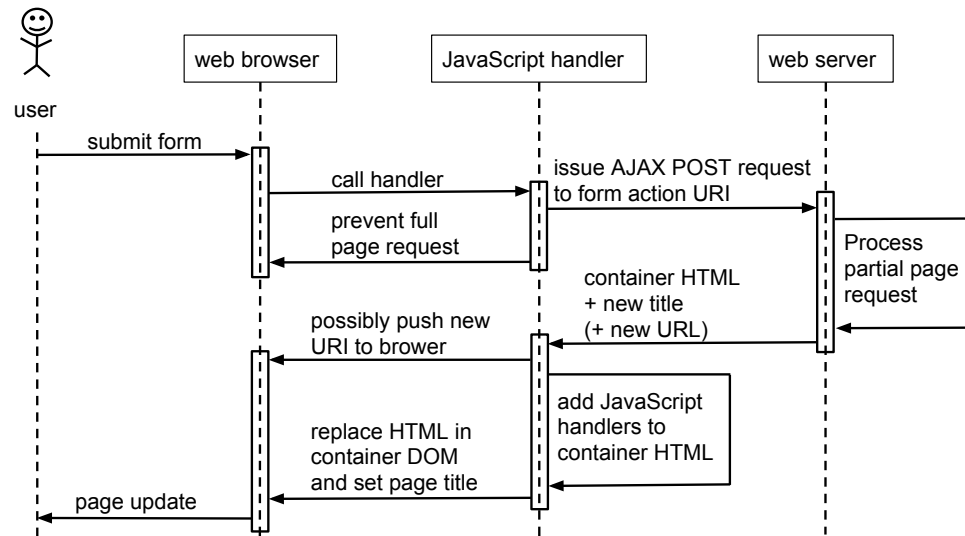 web browser
JavaScript handler
web server
user
submit form
call handler
issue AJAX POST request
to form action URI
prevent full
page request
Process
partial page
request
container HTML
+ new title
(+ new URL)
possibly push new
URI to brower
add JavaScript
handlers to
container HTML
replace HTML in
container DOM
and set page title
page update